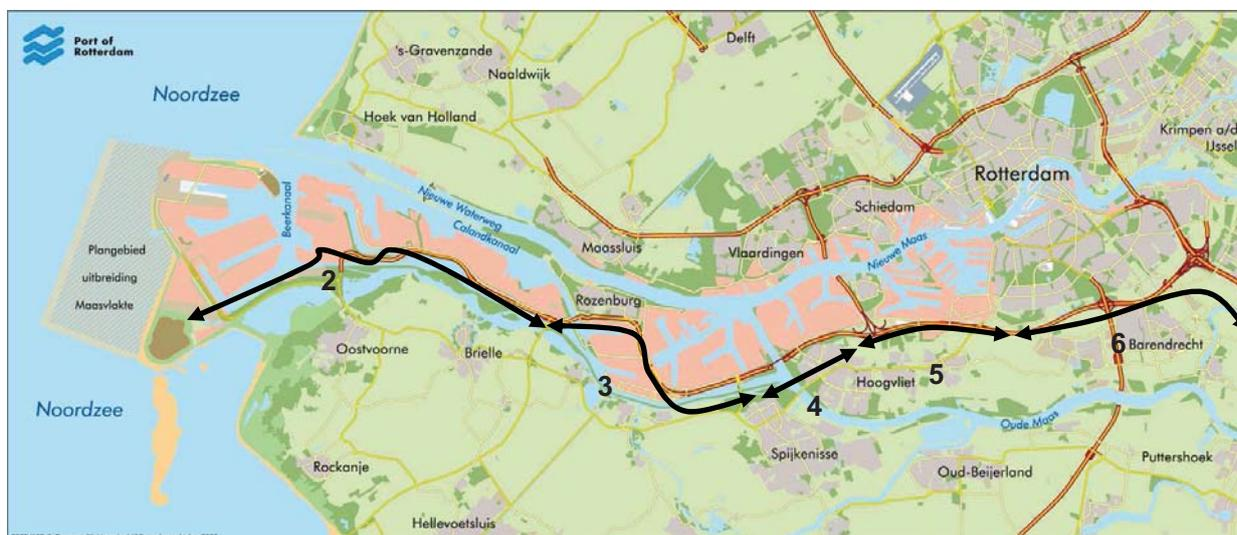 Port of
Rotterdam
Delft
's-Gravenzande
Naaldwijk
Noordzee
Hoek van Holland
Krimpen a/d
IJssel
Rotterdam
Beerkanaal
Nieuwe Waterweg
Calandkanaal
Schiedam
Maassluis
Vlaardingen
Nieuwe Maas
Plangebied
uitbreiding
Maasvlakte
2
Rozenburg
Oostvoorne
Brielle
6
Barendrecht
3
Hoogvliet
5
4
Noordzee
Oude Maas
Spijkenisse
Puttershoek
Rockanje
Oud-Beijerland
Hellevoetsluis